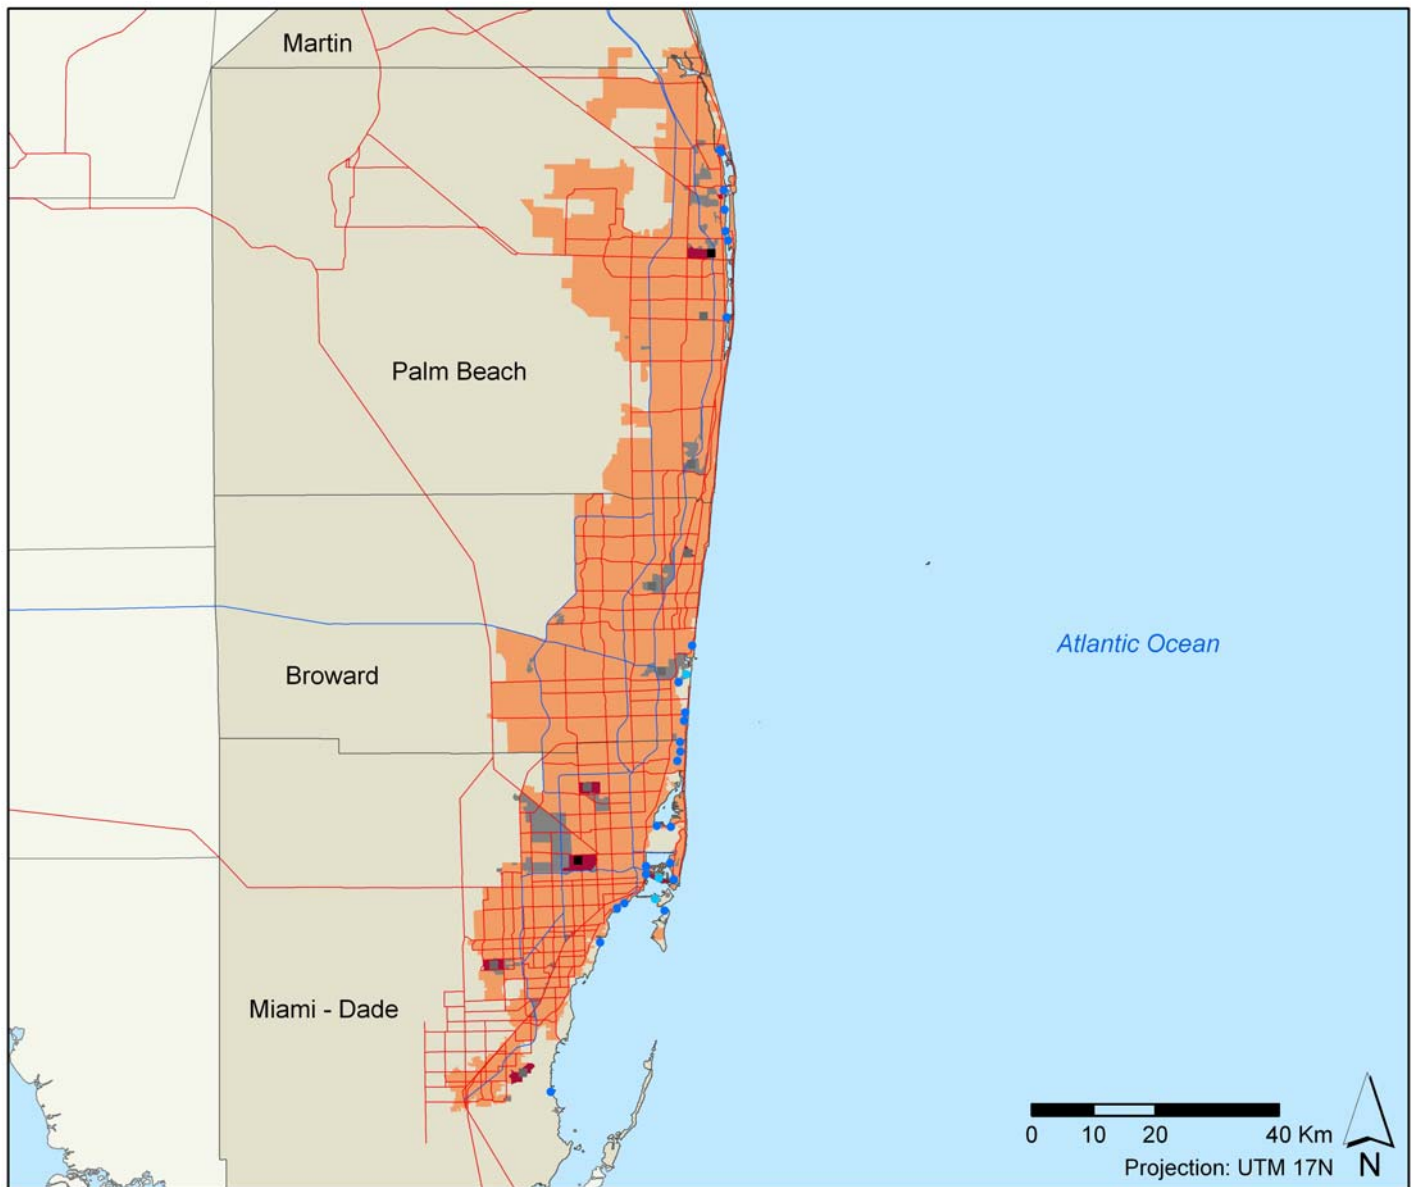 Martin
Palm Beach
Atlantic Ocean
Broward
Miami - Dade
0 10 20 40 Km
Projection: UTM 17N
N